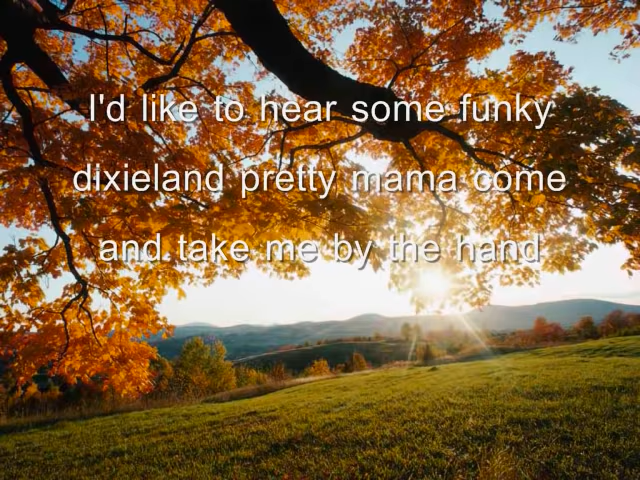 I'd like to hear some funky
dixieland pretty mama come
and take me by the hand